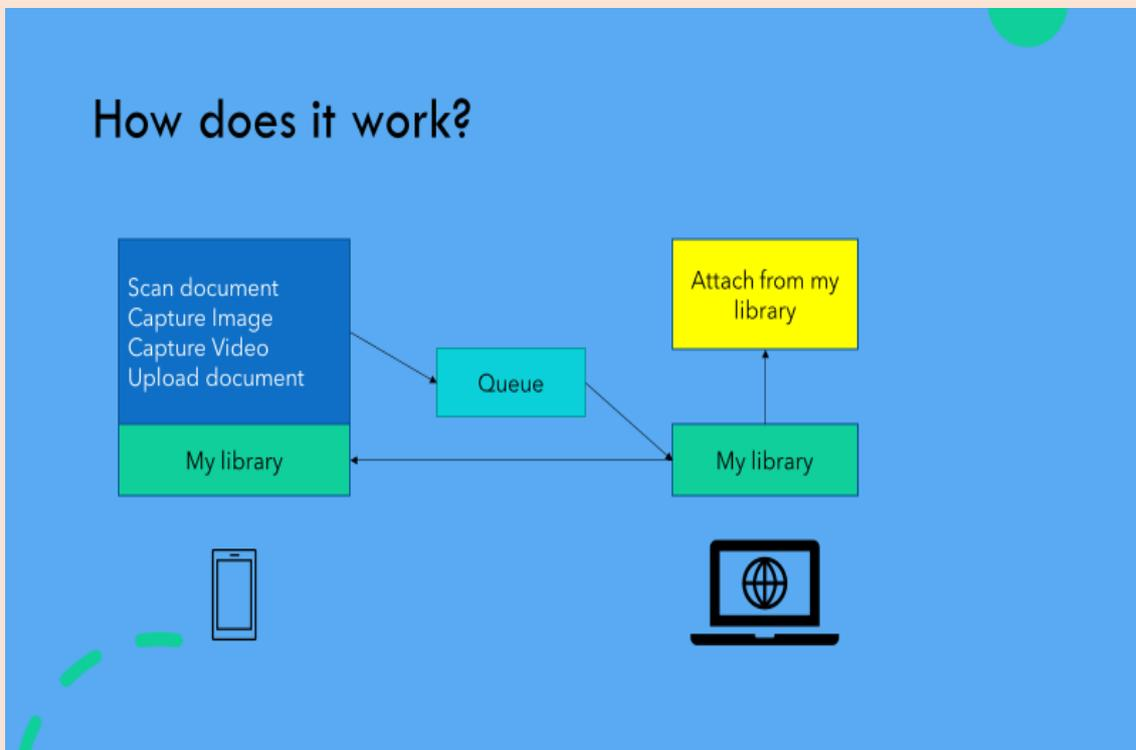 How does it work?
Scan document
Capture Image
Capture Video
Upload document
My library
Queue
Attach from my
library
My library